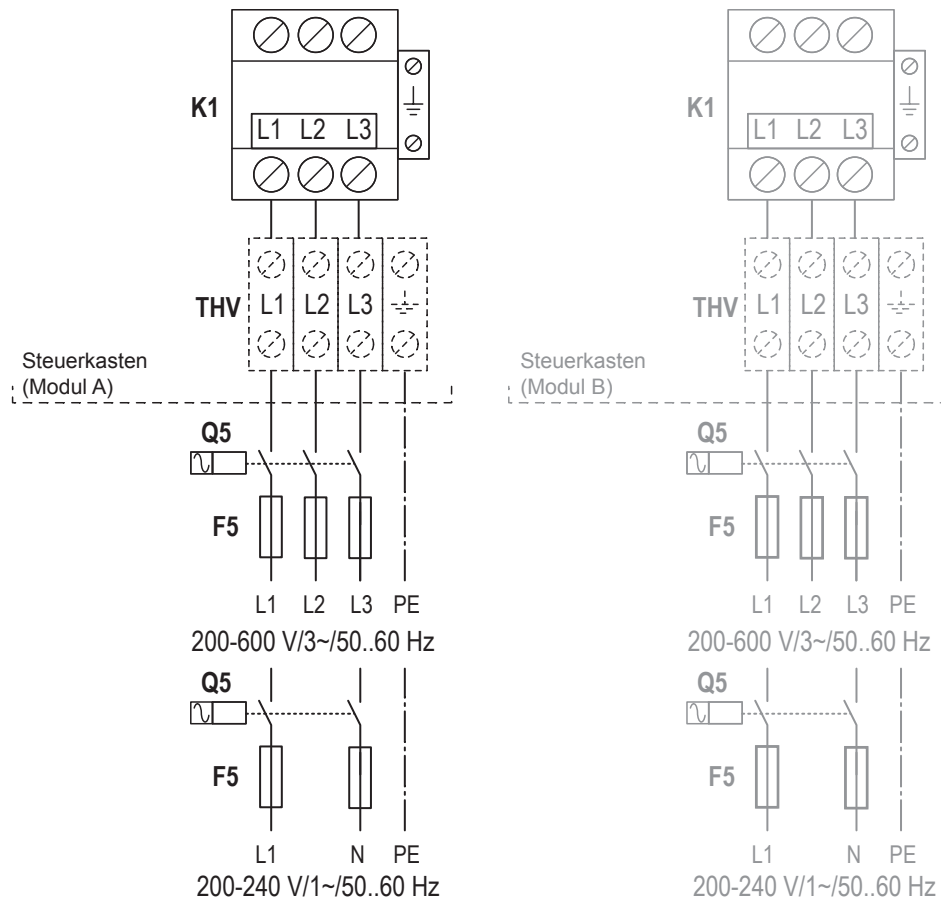 K1
L1 L2 L3
THV L1 L2 L3
Steuerkasten
(Modul A)
Q5
F5
L1 L2 L3 PE
200-600 V/3~/50..60 Hz
Q5
F5
L1 N PE
200-240 V/1~/50..60 Hz
K1
L1 L2 L3
THV L1 L2 L3
Steuerkasten
(Modul B)
Q5
F5
L1 L2 L3 PE
200-600 V/3~/50..60 Hz
Q5
F5
L1 N PE
200-240 V/1~/50..60 Hz